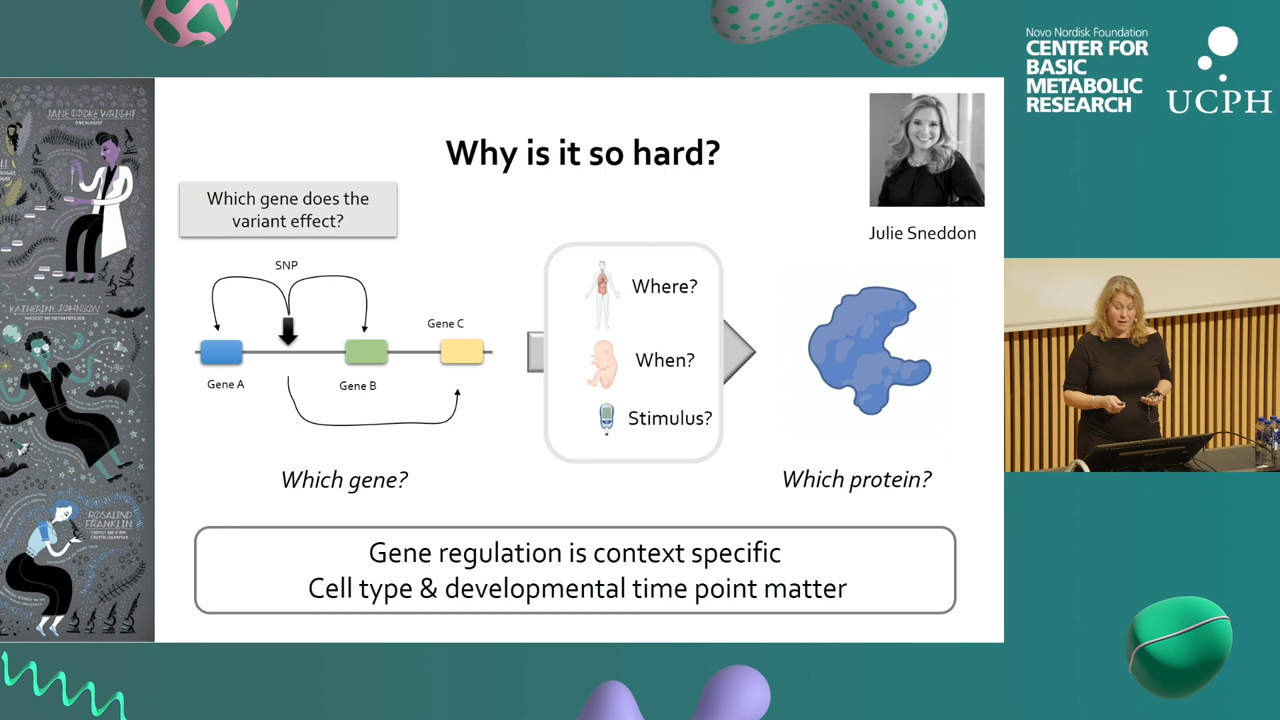 Novo Nordisk Foundation
CENTER FOR
BASIC
METABOLIC
RESEARCH
UCPH
JANE COOKE WRIGHT
ONCOLOGIST
KATHERINE JOHNSON
ROSALIND
FRANKLIN
Why is it so hard?
Julie Sneddon
Which gene does the
variant effect?
SNP
Gene C
Gene A
Gene B
Where?
When?
Stimulus?
Which gene?
Which protein?
Gene regulation is context specific
Cell type & developmental time point matter